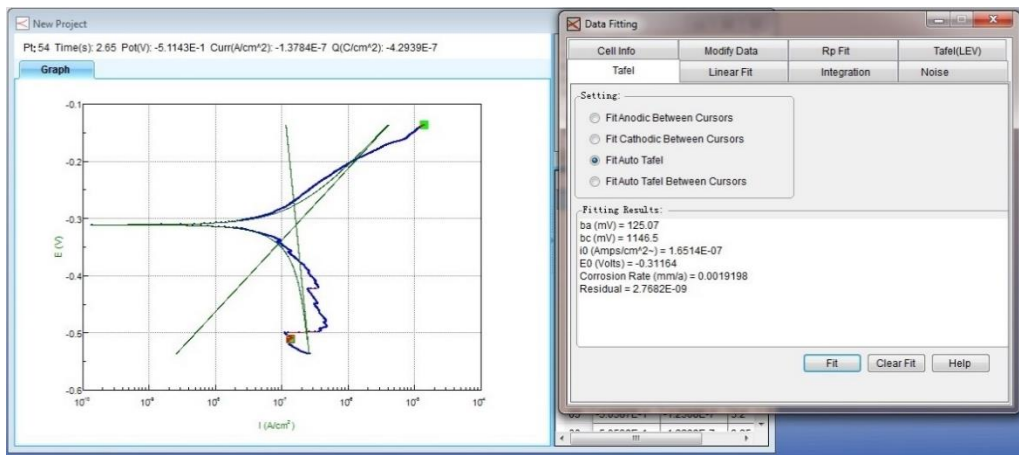 New Project
Pt: 54 Time(s): 2.65 Pot(V): -5.1143E-1 Curr(A/cm^2): -1.3784E-7 Q(C/cm^2): -4.2939E-7
Graph
-0.1
-0.2
-0.3
-0.4
-0.5
-0.6
E (V)
I (A/cm²)
Data Fitting
Cell Info Modify Data Rp Fit Tafel(LEV)
Tafel Linear Fit Integration Noise
Setting:
Fit Anodic Between Cursors
Fit Cathodic Between Cursors
Fit Auto Tafel
Fit Auto Tafel Between Cursors
Fitting Results:
ba (mV) = 125.07
bc (mV) = 1146.5
i0 (Amps/cm^2~) = 1.6514E-07
E0 (Volts) = -0.31164
Corrosion Rate (mm/a) = 0.0019198
Residual = 2.7682E-09
Fit Clear Fit Help